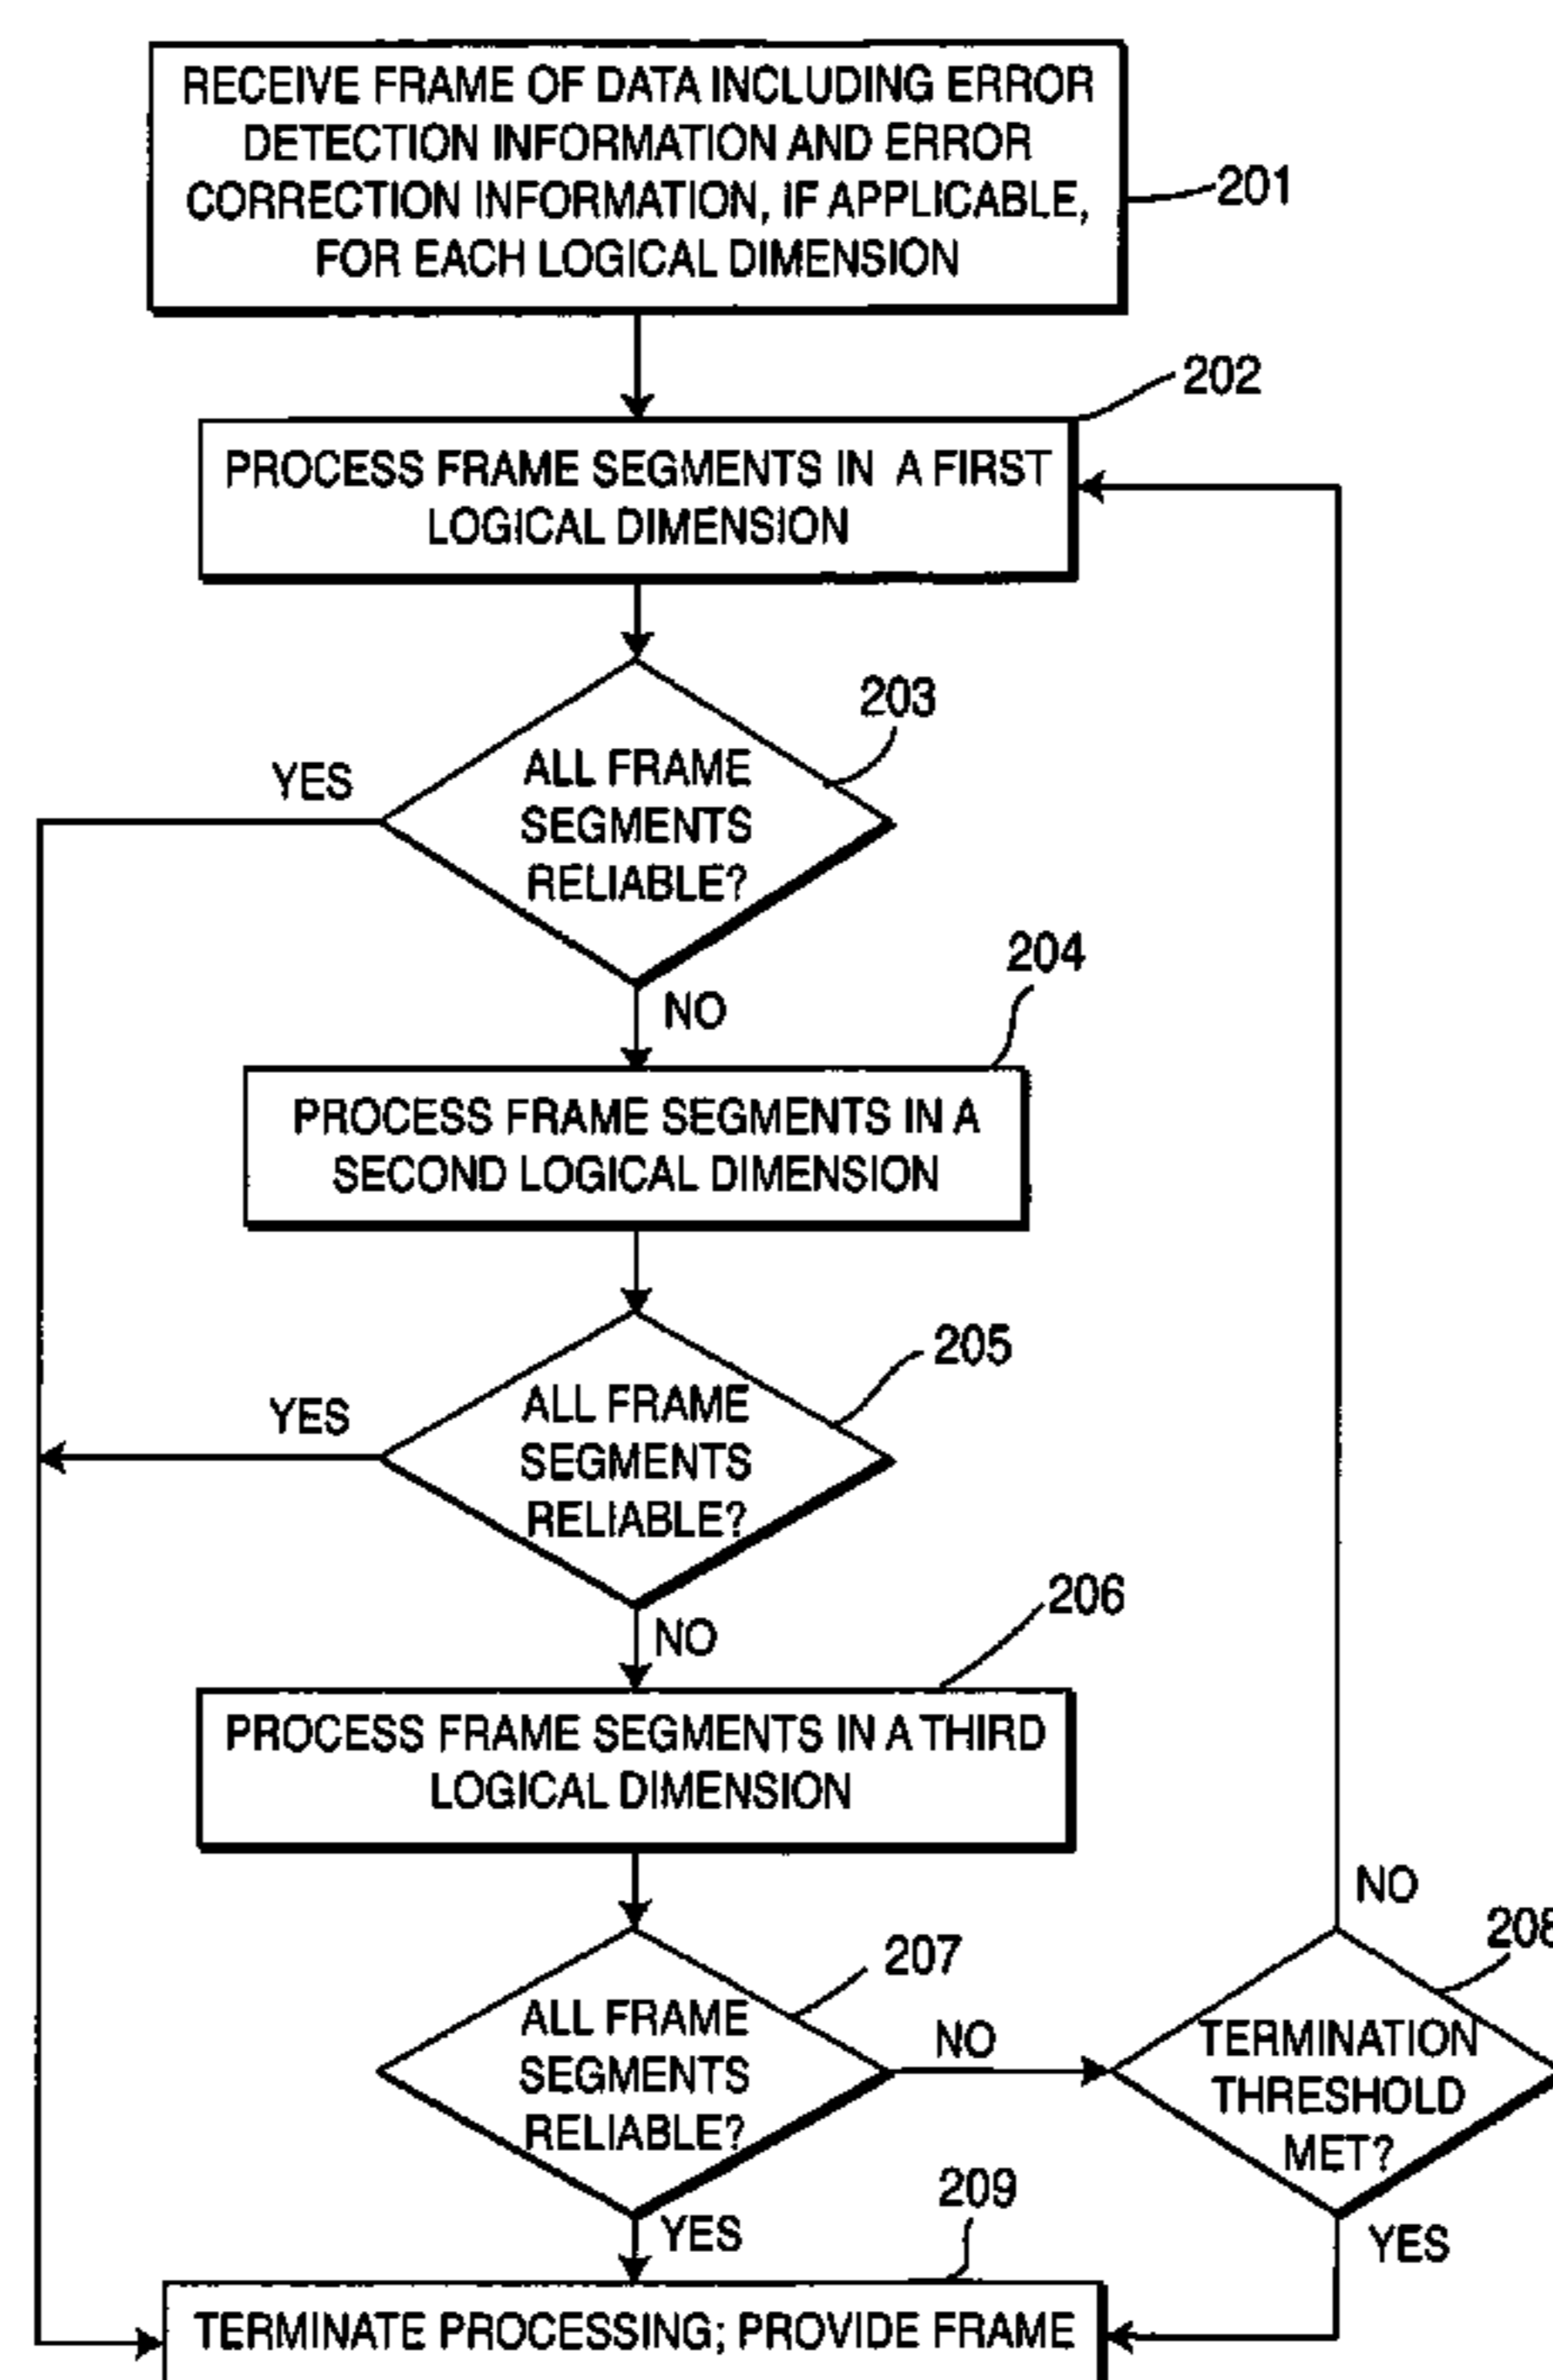 RECEIVE FRAME OF DATA INCLUDING ERROR
DETECTION INFORMATION AND ERROR
CORRECTION INFORMATION, IF APPLICABLE,
FOR EACH LOGICAL DIMENSION
201
202
PROCESS FRAME SEGMENTS IN A FIRST
LOGICAL DIMENSION
203
YES
ALL FRAME
SEGMENTS
RELIABLE?
204
NO
PROCESS FRAME SEGMENTS IN A
SECOND LOGICAL DIMENSION
205
YES
ALL FRAME
SEGMENTS
RELIABLE?
206
NO
PROCESS FRAME SEGMENTS IN A THIRD
LOGICAL DIMENSION
NO
208
207
ALL FRAME
SEGMENTS
RELIABLE?
NO
TERMINATION
THRESHOLD
MET?
209
YES
YES
TERMINATE PROCESSING; PROVIDE FRAME